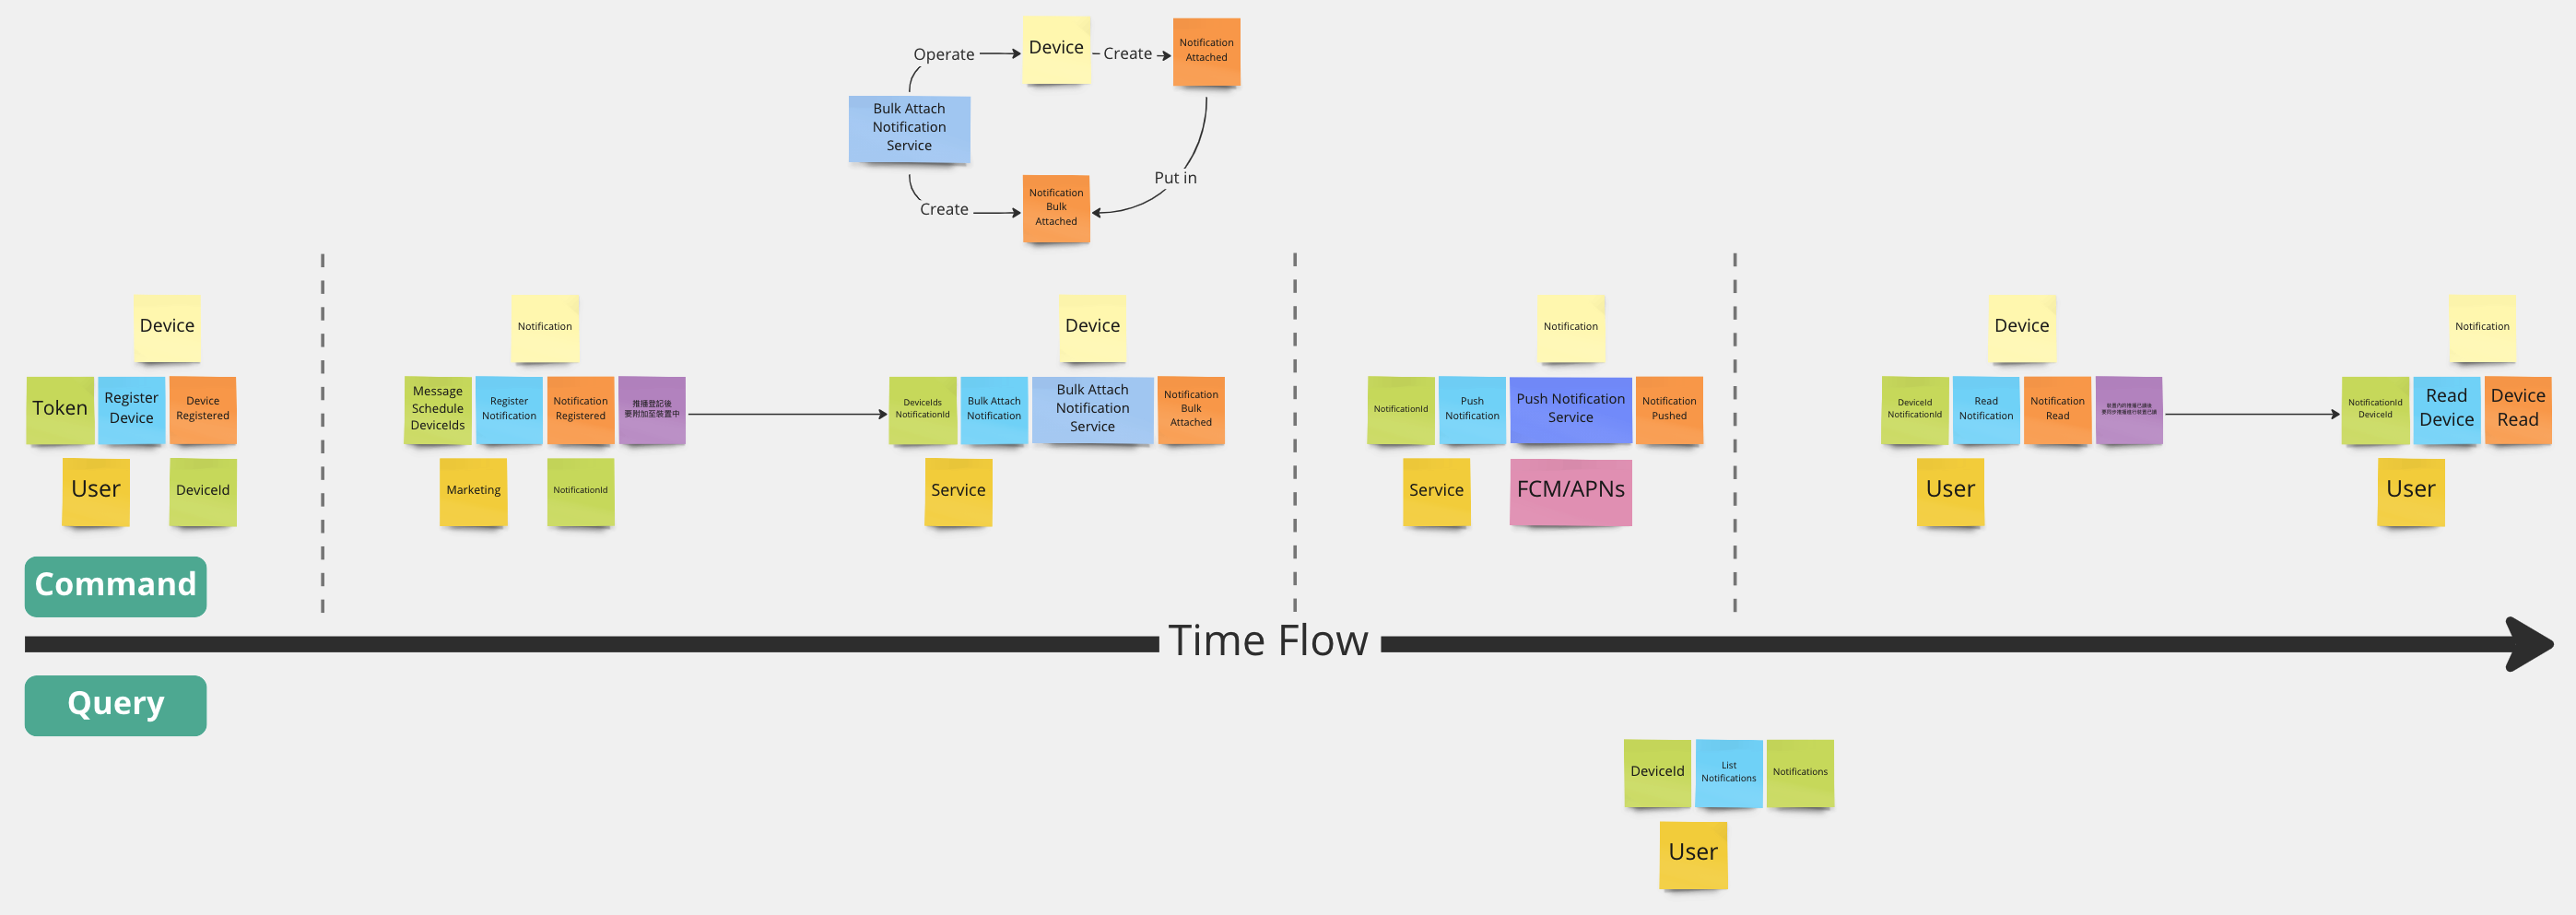 Operate
Device
Create
Notification
Attached
Bulk Attach
Notification
Service
Put in
Create
Notification
Bulk
Attached
Device
Token
Register
Device
Device
Registered
User
DeviceId
Notification
Message
Schedule
DeviceIds
Register
Notification
Notification
Registered
推播登記後
要附加至裝置中
Marketing
NotificationId
Device
DeviceIds
NotificationId
Bulk Attach
Notification
Bulk Attach
Notification
Service
Notification
Bulk
Attached
Service
Notification
NotificationId
Push
Notification
Push Notification
Service
Notification
Pushed
Service
FCM/APNs
Device
DeviceId
NotificationId
Read
Notification
Notification
Read
User
Notification
NotificationId
DeviceId
Read
Device
Device
Read
User
Command
Time Flow
Query
DeviceId
List
Notifications
Notifications
User